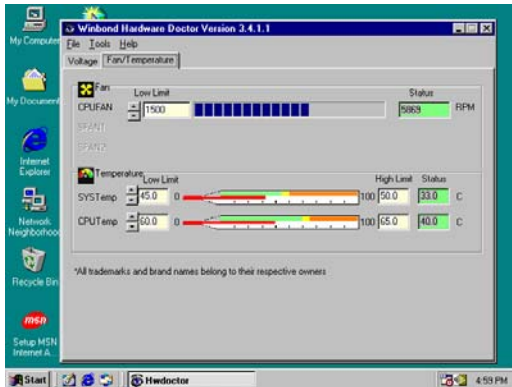 My Computer
Winbond Hardware Doctor Version 3.4.1.1
File Tools Help
Voltage Fan/Temperature
Fan Low Limit Status
CPUFAN 1500 5869 RPM
SFAN1
SFAN2
Temperature Low Limit High Limit Status
SYSTemp 45.0 0 100 50.0 33.0 C
CPUTemp 60.0 0 100 65.0 40.0 C
*All trademarks and brand names belong to their respective owners
My Document
Internet
Explorer
Network
Neighborhoo
Recycle Bin
msn
Setup MSN
Internet A...
Start Hwdoctor 4:59 PM